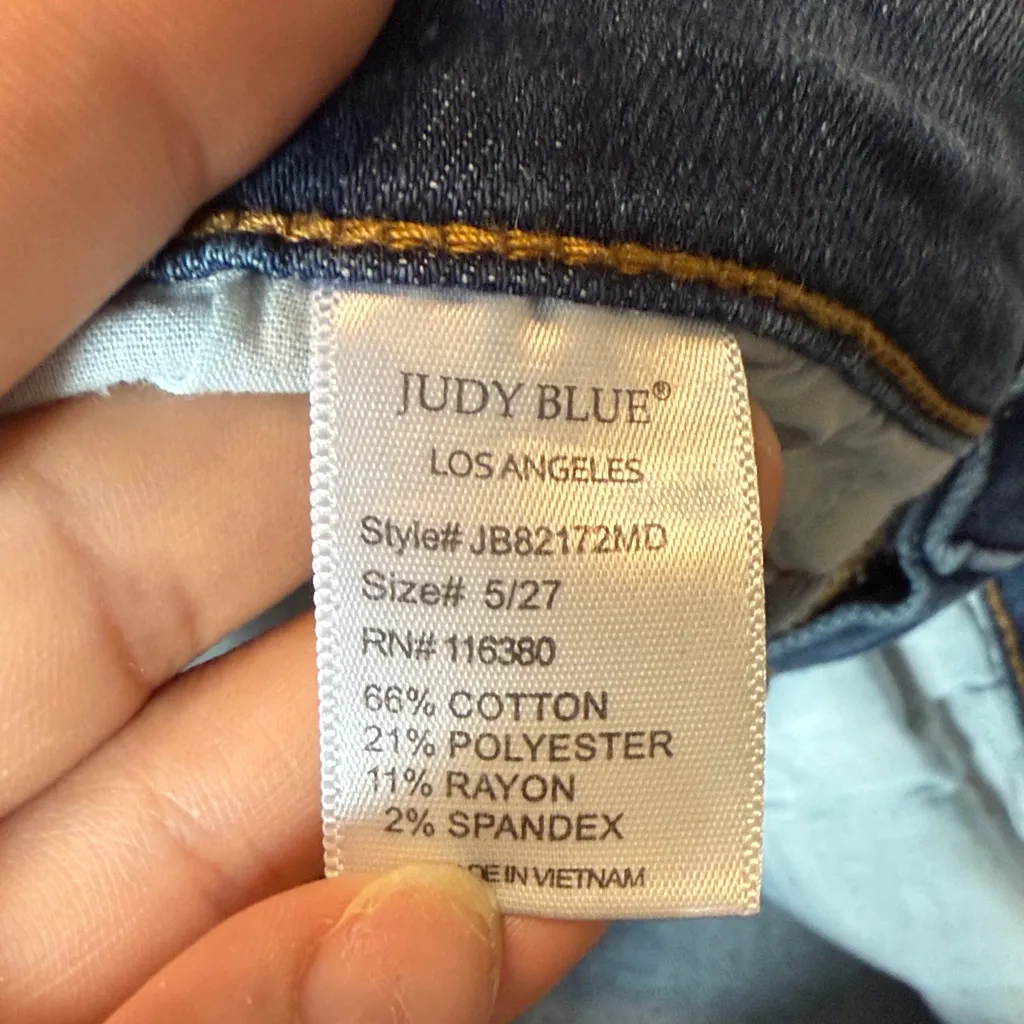 JUDY BLUE®
LOS ANGELES
Style# JB82172MD
Size# 5/27
RN# 116380
66% COTTON
21% POLYESTER
11% RAYON
2% SPANDEX
IN VIETNAM